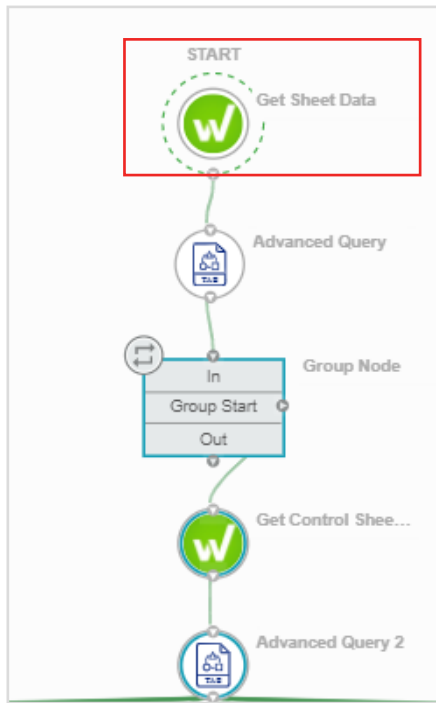 START
Get Sheet Data
Advanced Query
TAB
In
Group Node
Group Start
Out
Get Control Shee...
Advanced Query 2
TAB